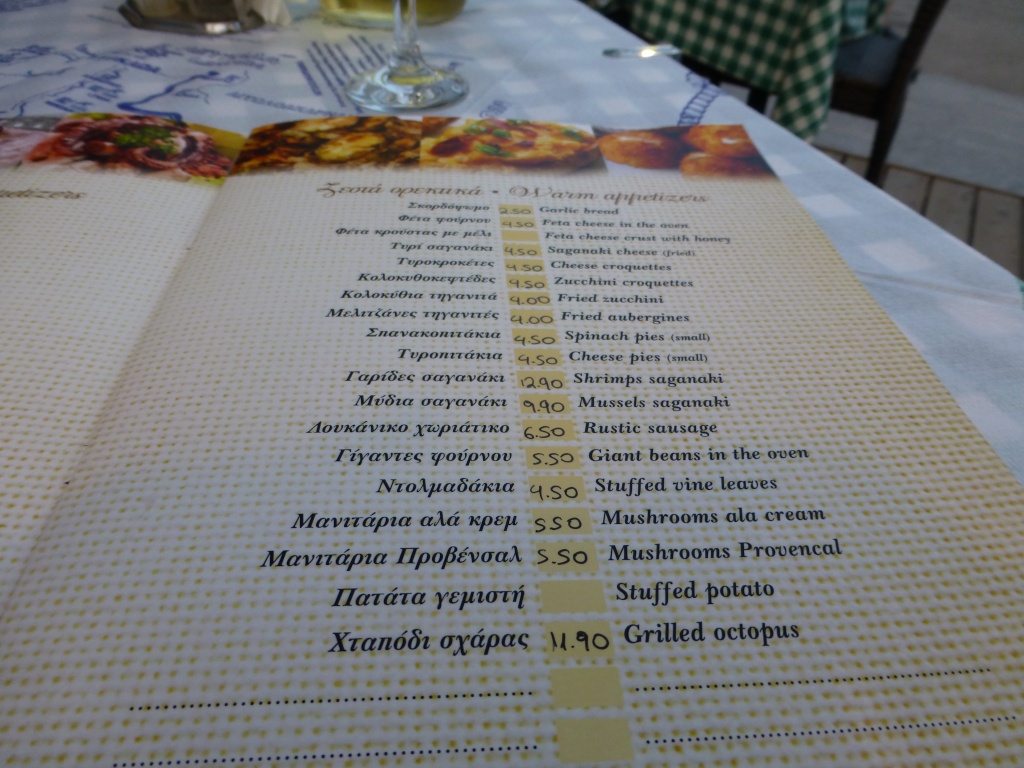 Ζεστά ορεκτικά • Warm appetizers
Σκορδόψωμο 2.50 Garlic bread
Φέτα φούρνου 4.50 Feta cheese in the oven
Φέτα κρούστας με μέλι Feta cheese crust with honey
Τυρί σαγανάκι 4.50 Saganaki cheese (fried)
Τυροκροκέτες 4.50 Cheese croquettes
Κολοκυθοκεφτέδες 4.50 Zucchini croquettes
Κολοκύθια τηγανιτά 4.00 Fried zucchini
Μελιτζάνες τηγανιτές 4.00 Fried aubergines
Σπανακοπιτάκια 4.50 Spinach pies (small)
Τυροπιτάκια 4.50 Cheese pies (small)
Γαρίδες σαγανάκι 12.90 Shrimps saganaki
Μύδια σαγανάκι 9.90 Mussels saganaki
Λουκάνικο χωριάτικο 6.50 Rustic sausage
Γίγαντες φούρνου 5.50 Giant beans in the oven
Ντολμαδάκια 4.50 Stuffed vine leaves
Μανιτάρια αλά κρεμ 5.50 Mushrooms ala cream
Μανιτάρια Προβένσαλ 5.50 Mushrooms Provencal
Πατάτα γεμιστή Stuffed potato
Χταπόδι σχάρας 11.90 Grilled octopus